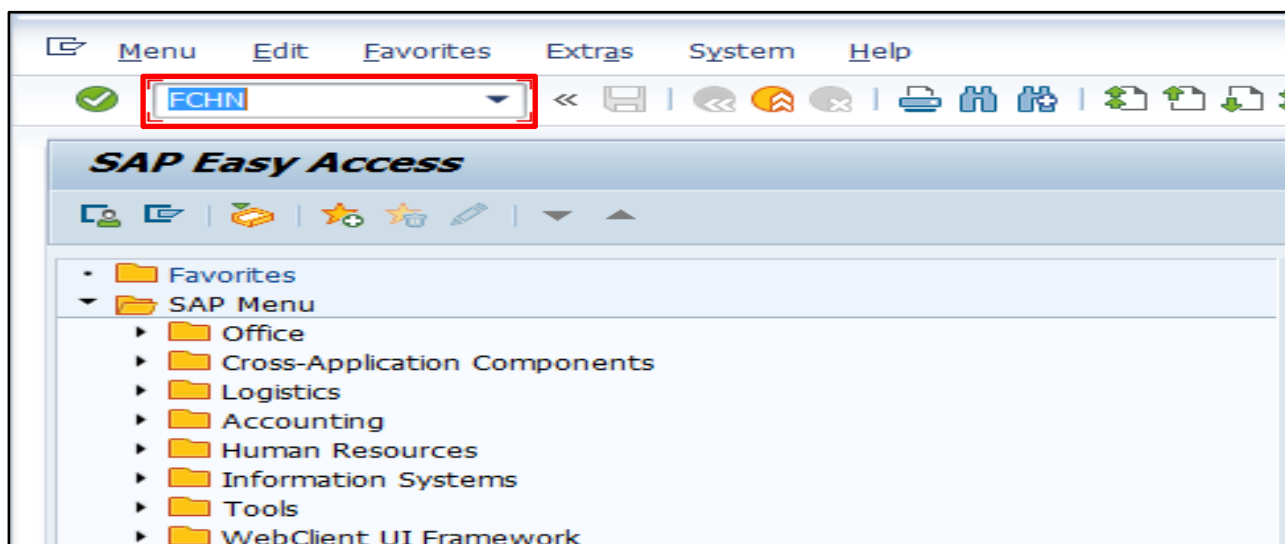 Menu Edit Favorites Extras System Help
FCHN
SAP Easy Access
Favorites
SAP Menu
Office
Cross-Application Components
Logistics
Accounting
Human Resources
Information Systems
Tools
WebClient UI Framework